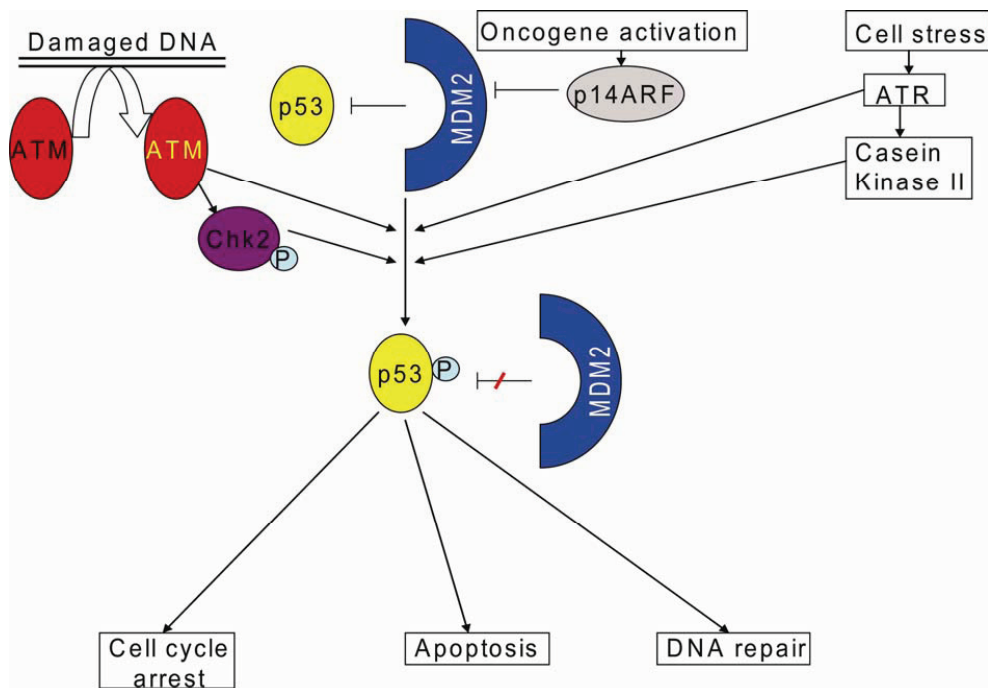 Damaged DNA
Oncogene activation
Cell stress
p53
MDM2
p14ARF
ATR
ATM
ATM
Casein
Kinase II
Chk2
P
p53
P
MDM2
Cell cycle
arrest
Apoptosis
DNA repair